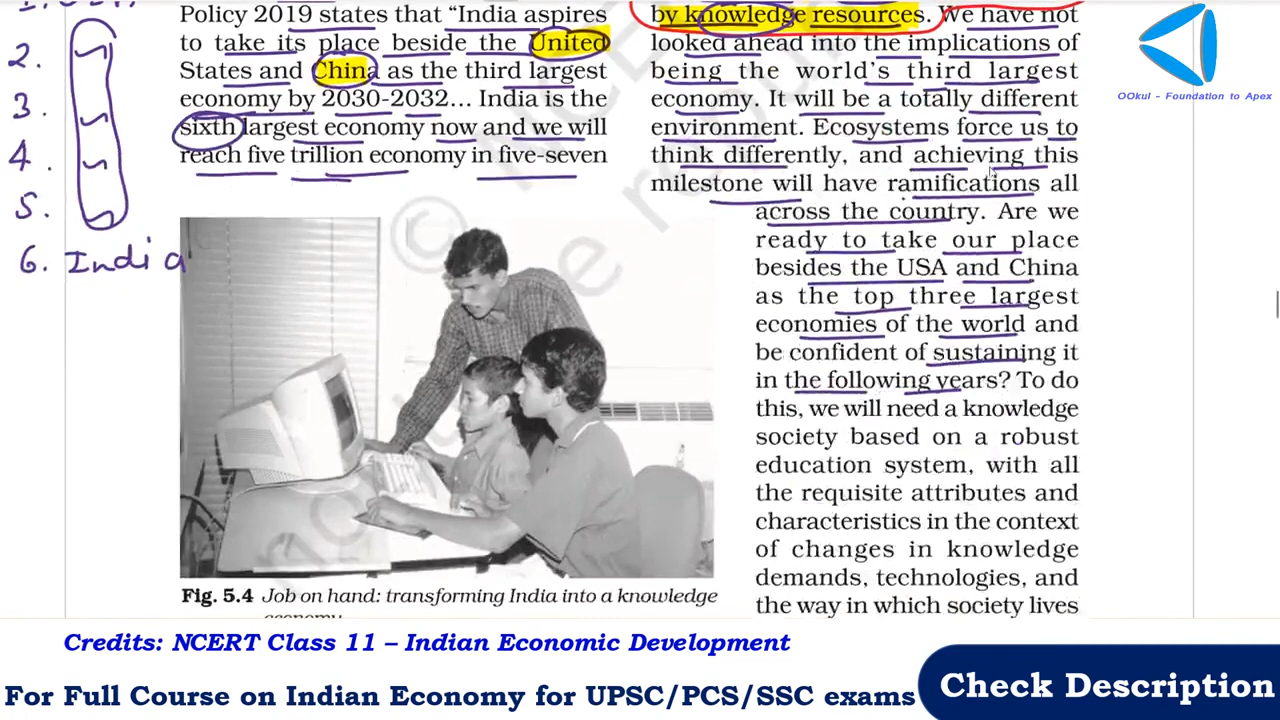 Policy 2019 states that “India aspires
to take its place beside the United
States and China as the third largest
economy by 2030-2032... India is the
sixth largest economy now and we will
reach five trillion economy in five-seven
2.
3.
4.
5.
6. India
by knowledge resources. We have not
looked ahead into the implications of
being the world's third largest
economy. It will be a totally different
environment. Ecosystems force us to
think differently, and achieving this
milestone will have ramifications all
across the country. Are we
ready to take our place
besides the USA and China
as the top three largest
economies of the world and
be confident of sustaining it
in the following years? To do
this, we will need a knowledge
society based on a robust
education system, with all
the requisite attributes and
characteristics in the context
of changes in knowledge
demands, technologies, and
the way in which society lives
Fig. 5.4 Job on hand: transforming India into a knowledge
OOkul - Foundation to Apex
Credits: NCERT Class 11 – Indian Economic Development
For Full Course on Indian Economy for UPSC/PCS/SSC exams
Check Description